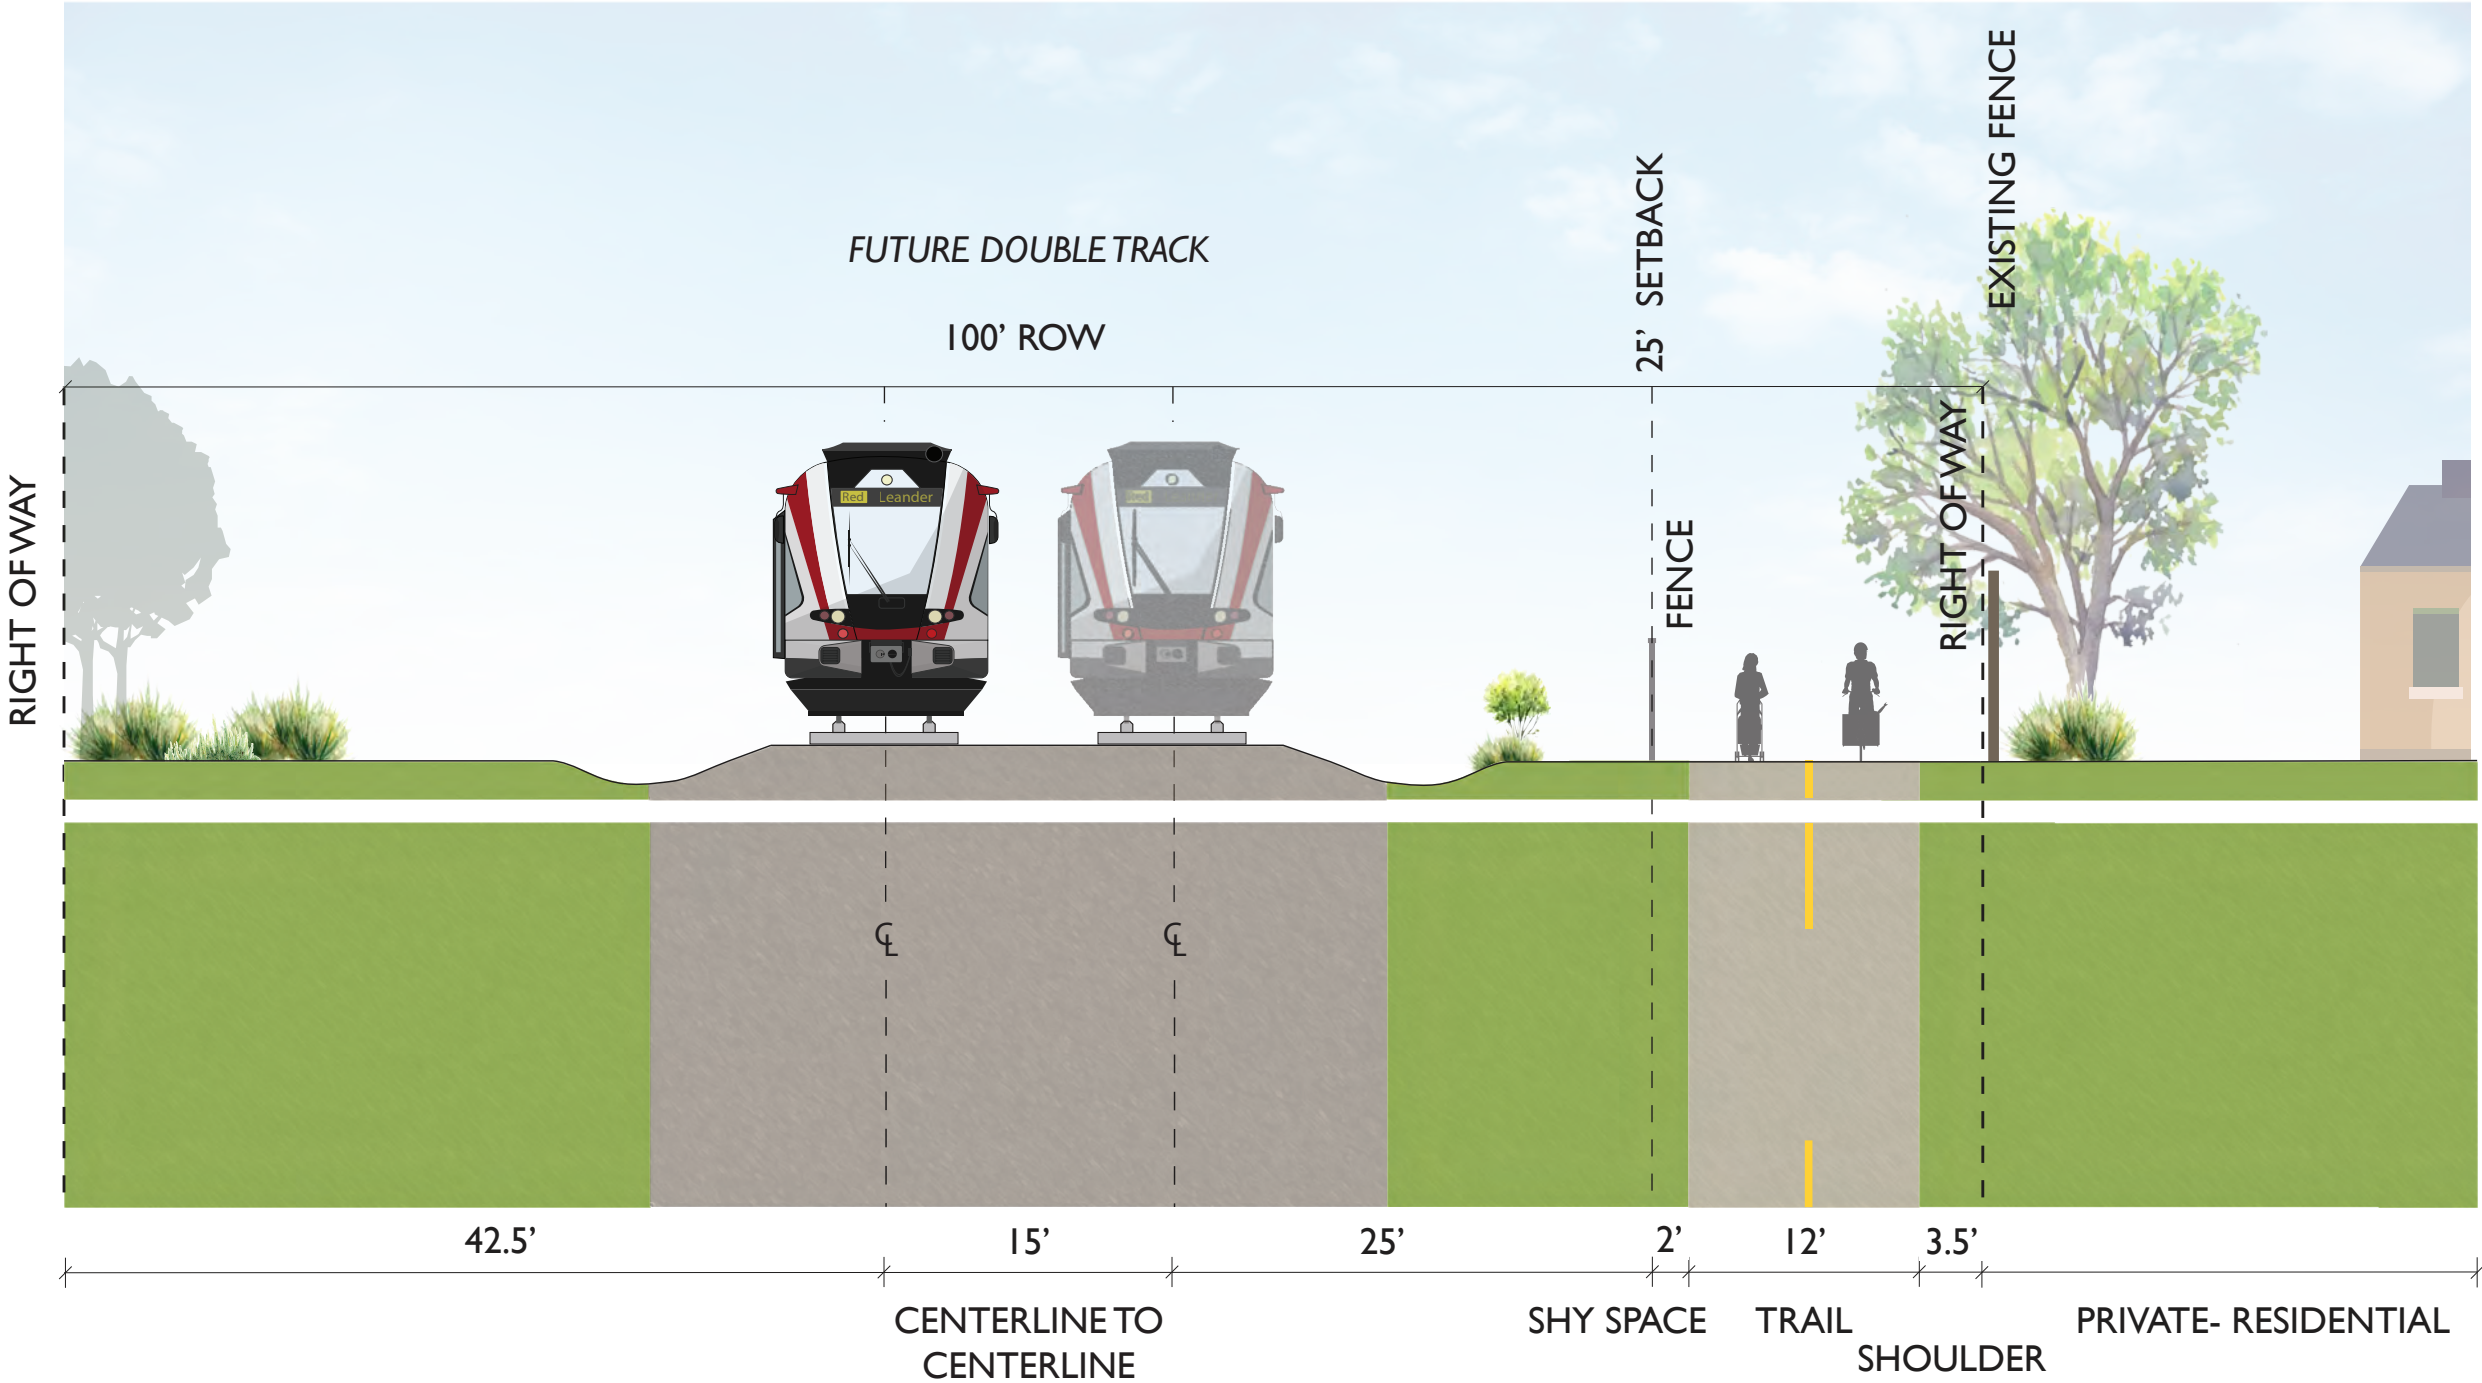 EXISTING FENCE
25' SETBACK
FUTURE DOUBLE TRACK
100' ROW
RIGHT OF WAY
RIGHT OF WAY
FENCE
Red Leander
Red
℄ ℄
42.5' 15' 25' 2' 12' 3.5'
CENTERLINE TO
CENTERLINE
SHY SPACE
TRAIL
SHOULDER
PRIVATE- RESIDENTIAL